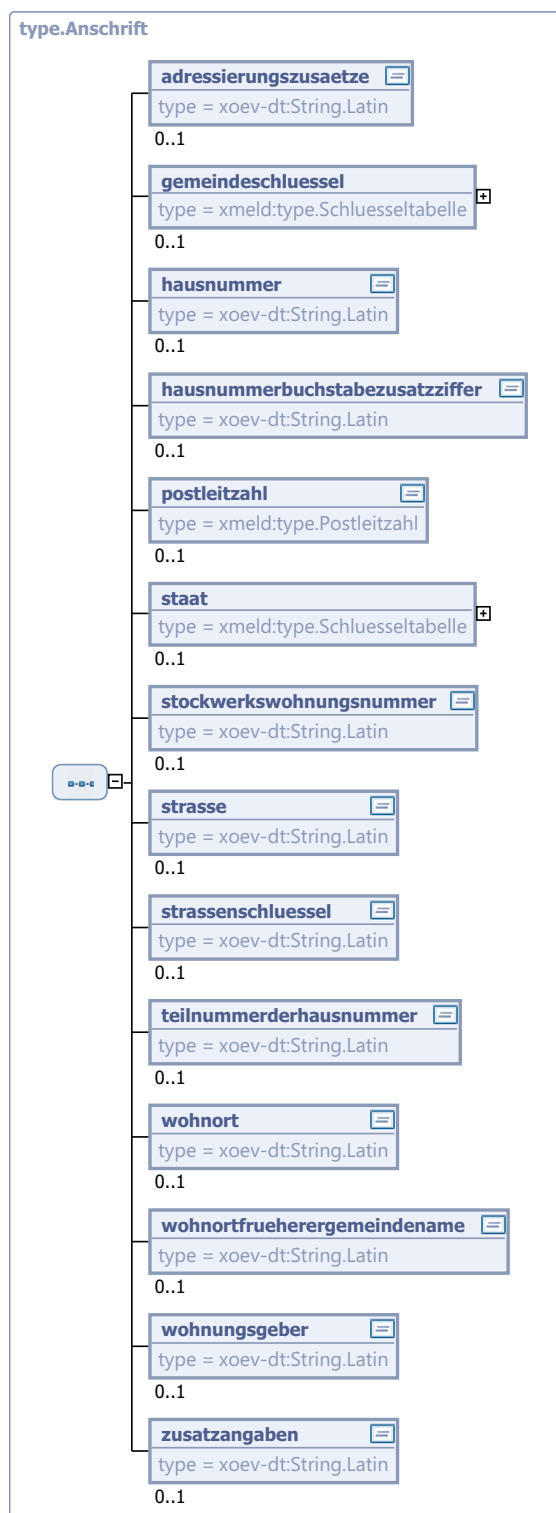 type.Anschrift
adressierungszusaetze
type = xoev-dt:String.Latin
0..1
gemeindeschluessel
type = xmeld:type.Schluesseltabelle
0..1
hausnummer
type = xoev-dt:String.Latin
0..1
hausnummerbuchstabezusatzziffer
type = xoev-dt:String.Latin
0..1
postleitzahl
type = xmeld:type.Postleitzahl
0..1
staat
type = xmeld:type.Schluesseltabelle
0..1
stockwerkswohnungsnummer
type = xoev-dt:String.Latin
0..1
strasse
type = xoev-dt:String.Latin
0..1
strassenschluessel
type = xoev-dt:String.Latin
0..1
teilnummerderhausnummer
type = xoev-dt:String.Latin
0..1
wohnort
type = xoev-dt:String.Latin
0..1
wohnortfrueherergemeindename
type = xoev-dt:String.Latin
0..1
wohnungsgeber
type = xoev-dt:String.Latin
0..1
zusatzangaben
type = xoev-dt:String.Latin
0..1